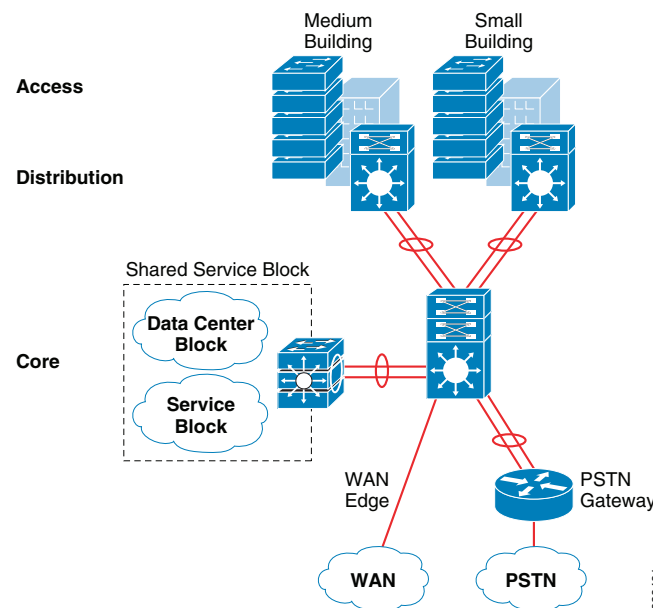 Medium
Building
Small
Building
Access
Distribution
Shared Service Block
Data Center
Block
Core
Service
Block
WAN
Edge
PSTN
Gateway
WAN
PSTN